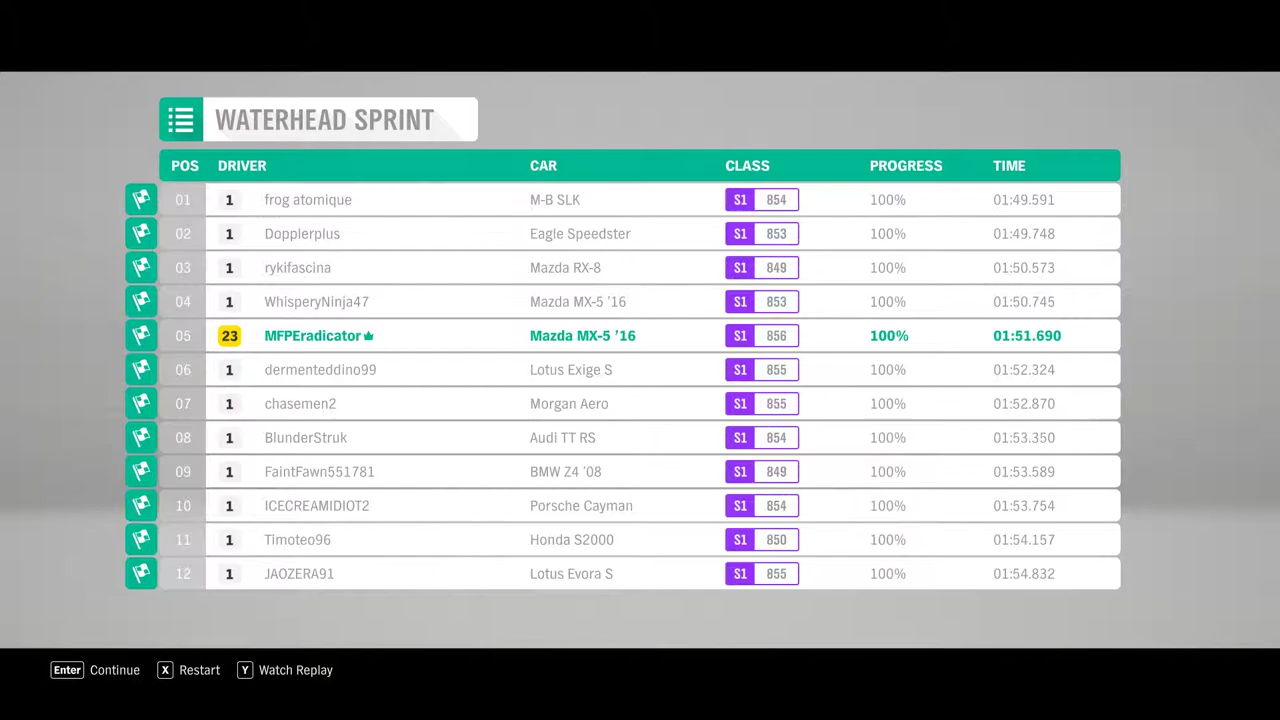 WATERHEAD SPRINT
POS DRIVER CAR CLASS PROGRESS TIME
01 1 frog atomique M-B SLK S1 854 100% 01:49.591
02 1 Dopplerplus Eagle Speedster S1 853 100% 01:49.748
03 1 rykifascina Mazda RX-8 S1 849 100% 01:50.573
04 1 WhisperyNinja47 Mazda MX-5 '16 S1 853 100% 01:50.745
05 23 MFPEradicator Mazda MX-5 '16 S1 856 100% 01:51.690
06 1 dermenteddino99 Lotus Exige S S1 855 100% 01:52.324
07 1 chasemen2 Morgan Aero S1 855 100% 01:52.870
08 1 BlunderStruk Audi TT RS S1 854 100% 01:53.350
09 1 FaintFawn551781 BMW Z4 '08 S1 849 100% 01:53.589
10 1 ICECREAMIDIOT2 Porsche Cayman S1 854 100% 01:53.754
11 1 Timoteo96 Honda S2000 S1 850 100% 01:54.157
12 1 JAOZERA91 Lotus Evora S S1 855 100% 01:54.832
Enter Continue X Restart Y Watch Replay